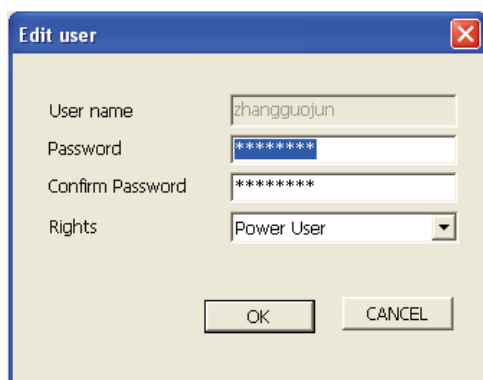 Edit user
User name zhangguojun
Password ********
Confirm Password ********
Rights Power User
OK CANCEL